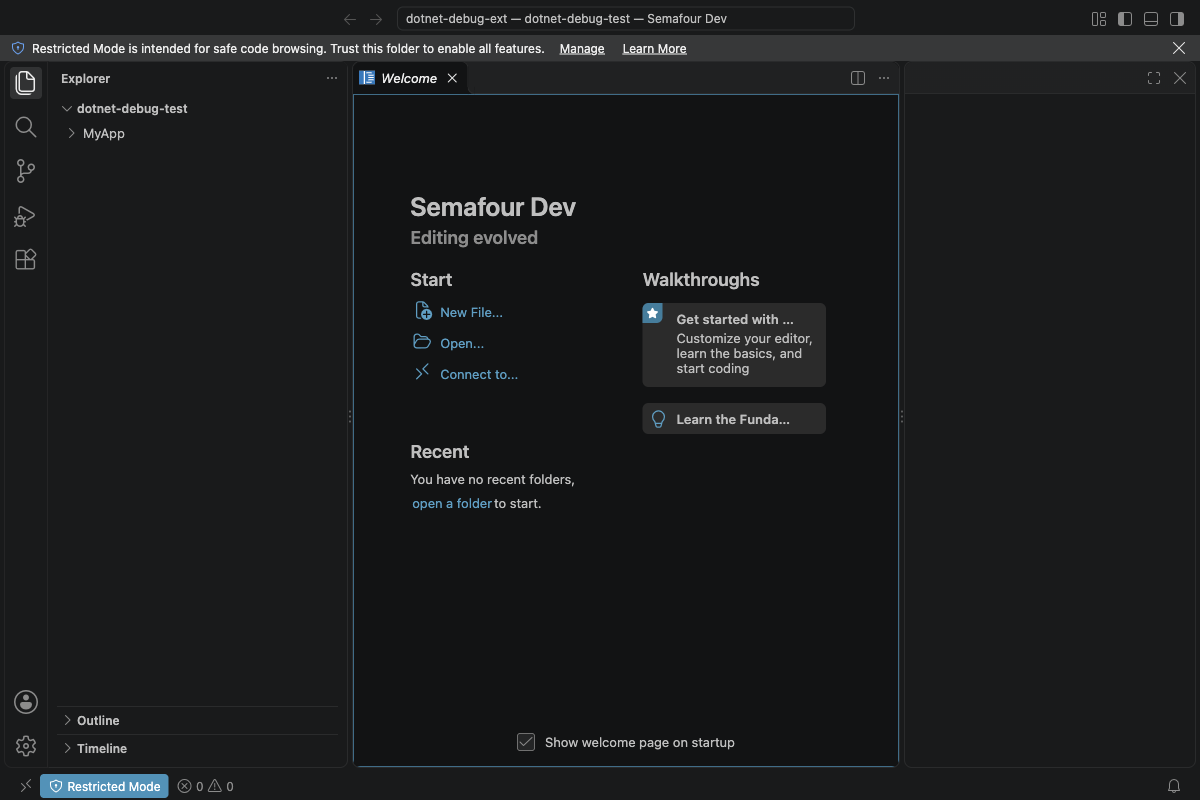 dotnet-debug-ext — dotnet-debug-test — Semafour Dev
Restricted Mode is intended for safe code browsing. Trust this folder to enable all features. Manage Learn More
Explorer
dotnet-debug-test
MyApp
Outline
Timeline
Welcome
Semafour Dev
Editing evolved
Start
New File...
Open...
Connect to...
Recent
You have no recent folders,
open a folder to start.
Walkthroughs
Get started with ...
Customize your editor,
learn the basics, and
start coding
Learn the Funda...
Show welcome page on startup
Restricted Mode 0 0